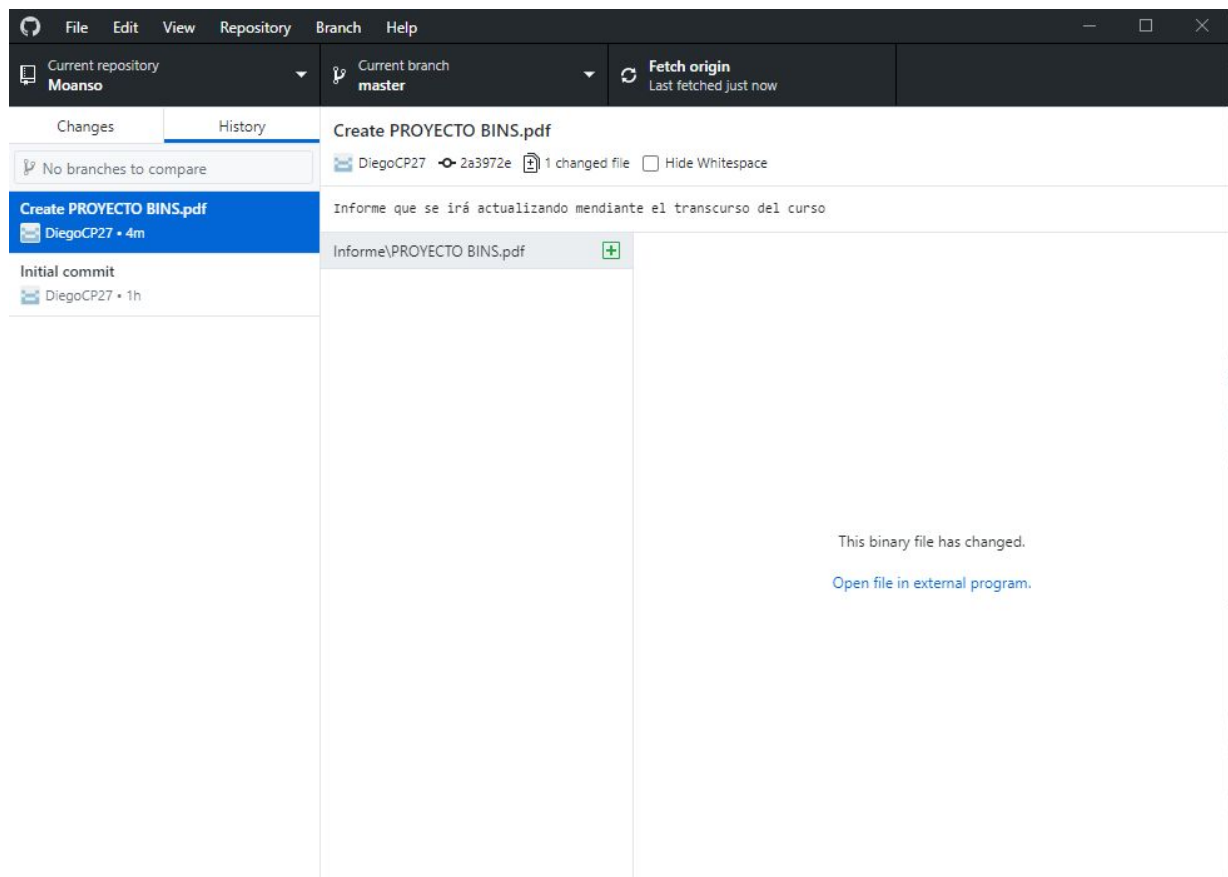 File Edit View Repository Branch Help
Current repository
Moanso
Current branch
master
Fetch origin
Last fetched just now
Changes History
No branches to compare
Create PROYECTO BINS.pdf
DiegoCP27 • 4m
Initial commit
DiegoCP27 • 1h
Create PROYECTO BINS.pdf
DiegoCP27 2a3972e 1 changed file Hide Whitespace
Informe que se irá actualizando mendiante el transcurso del curso
Informe\PROYECTO BINS.pdf
This binary file has changed.
Open file in external program.